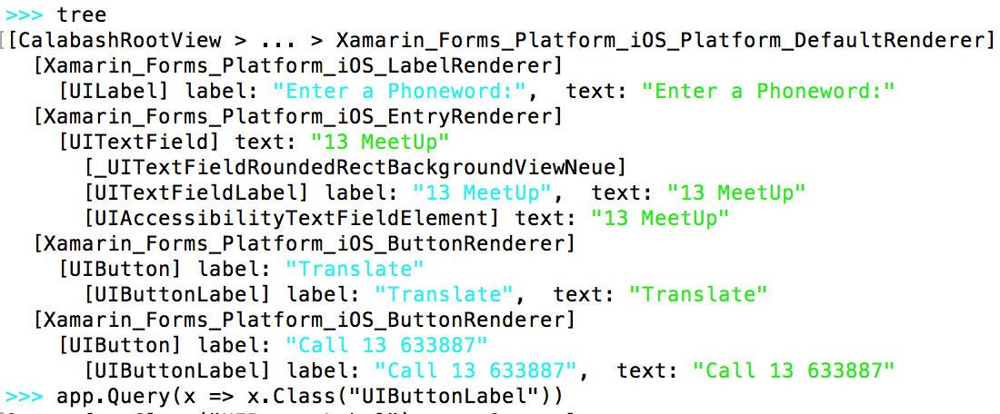 >>> tree
[[CalabashRootView > ... > Xamarin_Forms_Platform_iOS_Platform_DefaultRenderer]
[Xamarin_Forms_Platform_iOS_LabelRenderer]
[UILabel] label: "Enter a Phoneword:",  text: "Enter a Phoneword:"
[Xamarin_Forms_Platform_iOS_EntryRenderer]
[UITextField] text: "13 MeetUp"
[_UITextFieldRoundedRectBackgroundViewNeue]
[UITextFieldLabel] label: "13 MeetUp",  text: "13 MeetUp"
[UIAccessibilityTextFieldElement] text: "13 MeetUp"
[Xamarin_Forms_Platform_iOS_ButtonRenderer]
[UIButton] label: "Translate"
[UIButtonLabel] label: "Translate",  text: "Translate"
[Xamarin_Forms_Platform_iOS_ButtonRenderer]
[UIButton] label: "Call 13 633887"
[UIButtonLabel] label: "Call 13 633887",  text: "Call 13 633887"
>>> app.Query(x => x.Class("UIButtonLabel"))